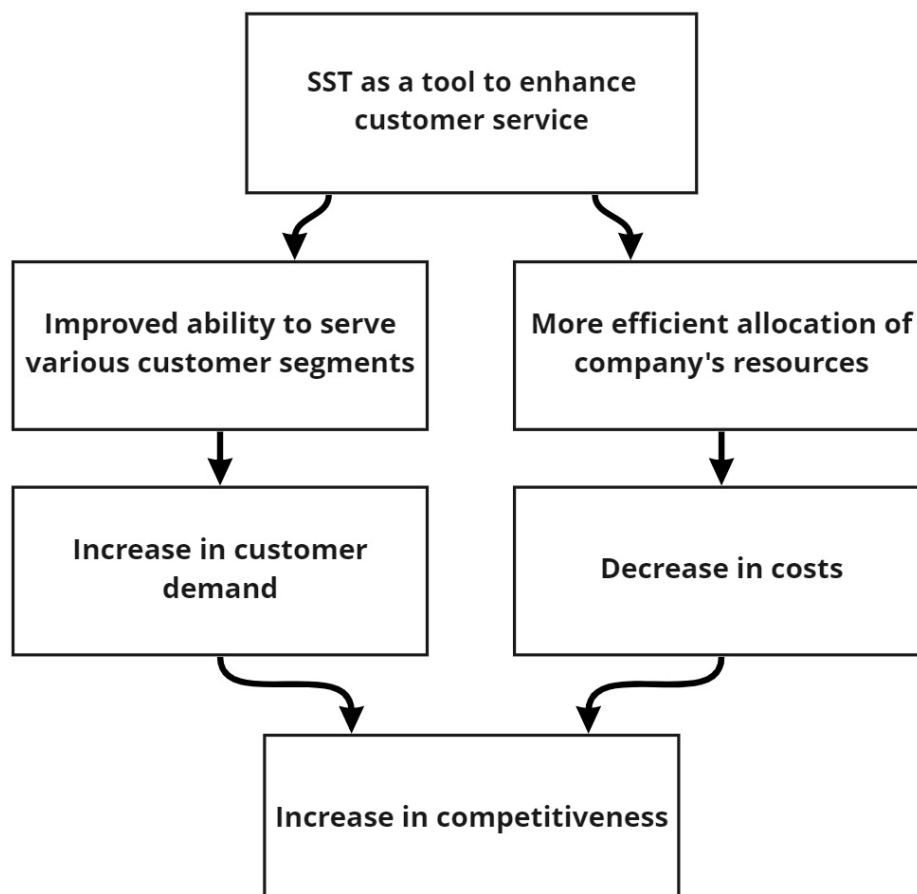 SST as a tool to enhance
customer service
Improved ability to serve
various customer segments
More efficient allocation of
company's resources
Increase in customer
demand
Decrease in costs
Increase in competitiveness